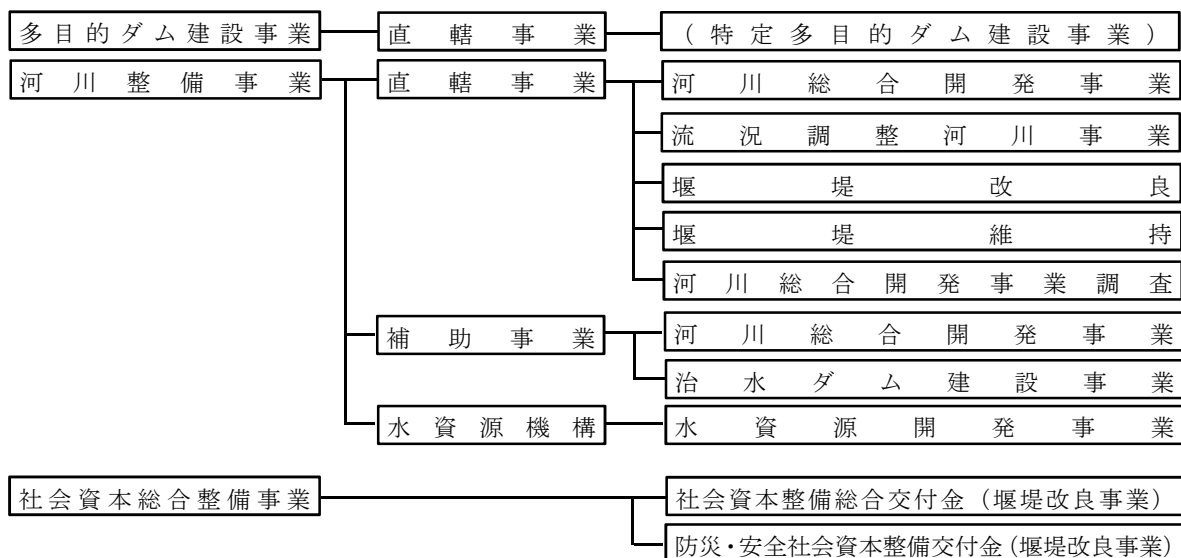 多目的ダム建設事業 直轄事業 (特定多目的ダム建設事業)
河川整備事業 直轄事業 河川総合開発事業
流況調整河川事業
堰堤改良
堰堤維持
河川総合開発事業調査
補助事業 河川総合開発事業
治水ダム建設事業
水資源機構 水資源開発事業
社会資本総合整備事業 社会資本整備総合交付金(堰堤改良事業)
防災・安全社会資本整備交付金(堰堤改良事業)